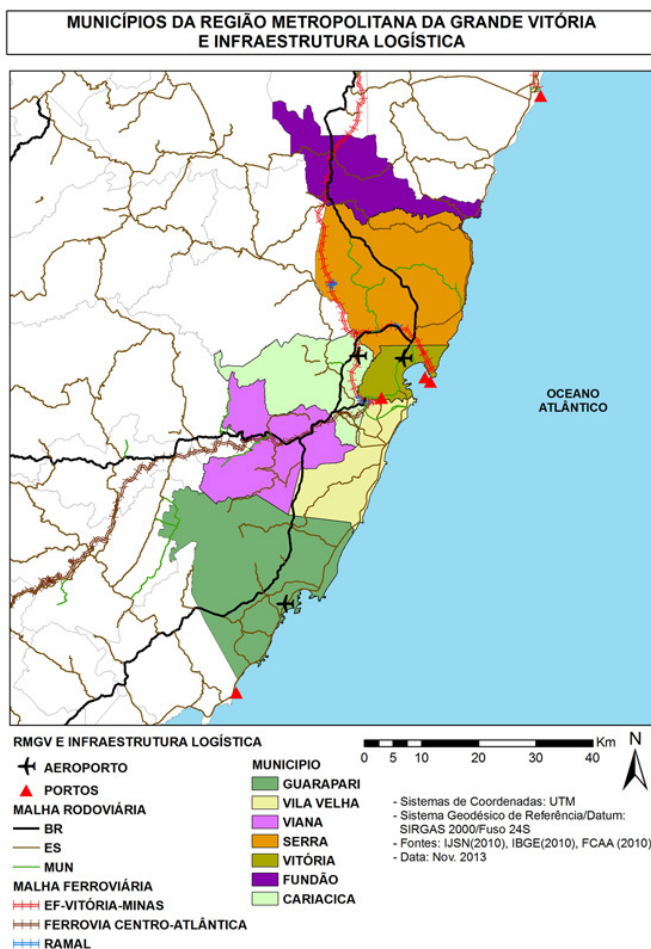 MUNICÍPIOS DA REGIÃO METROPOLITANA DA GRANDE VITÓRIA
E INFRAESTRUTURA LOGÍSTICA
OCEANO
ATLÂNTICO
RMGV E INFRAESTRUTURA LOGÍSTICA
AEROPORTO
PORTOS
MALHA RODOVIÁRIA
BR
ES
MUN
MALHA FERROVIÁRIA
EF-VITÓRIA-MINAS
FERROVIA CENTRO-ATLÂNTICA
RAMAL
MUNICIPIO
GUARAPARI
VILA VELHA
VIANA
SERRA
VITÓRIA
FUNDÃO
CARIACICA
Km
0 5 10 20 30 40
N
- Sistemas de Coordenadas: UTM
- Sistema Geodésico de Referência/Datum:
SIRGAS 2000/Fuso 24S
- Fontes: IJSN(2010), IBGE(2010), FCAA (2010)
- Data: Nov. 2013